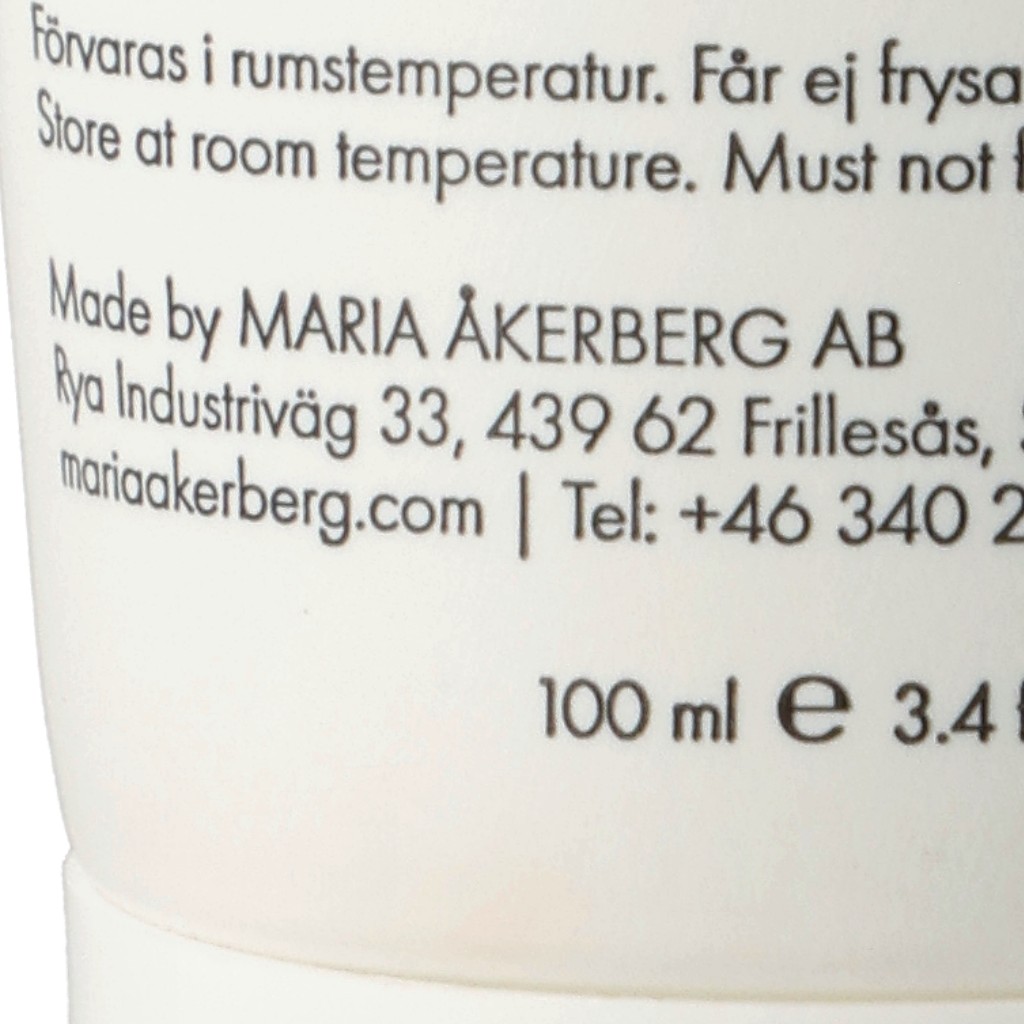 Förvaras i rumstemperatur. Får ej frysa
Store at room temperature. Must not
Made by MARIA ÅKERBERG AB
Rya Industriväg 33, 439 62 Frillesås,
mariaakerberg.com | Tel: +46 340 2
100 ml e 3.4